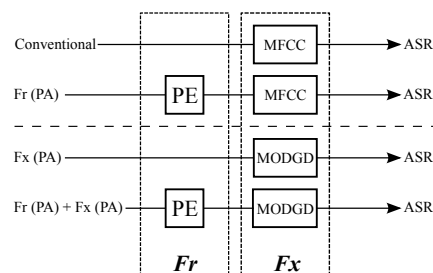 Conventional MFCC ASR
Fr (PA) PE MFCC ASR
Fx (PA) MODGD ASR
Fr (PA) + Fx (PA) PE MODGD ASR
Fr Fx